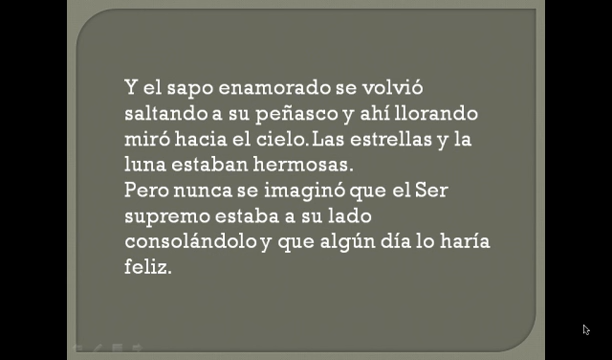 Y el sapo enamorado se volvió
saltando a su peñasco y ahí llorando
miró hacia el cielo. Las estrellas y la
luna estaban hermosas.
Pero nunca se imaginó que el Ser
supremo estaba a su lado
consolándolo y que algún día lo haría
feliz.